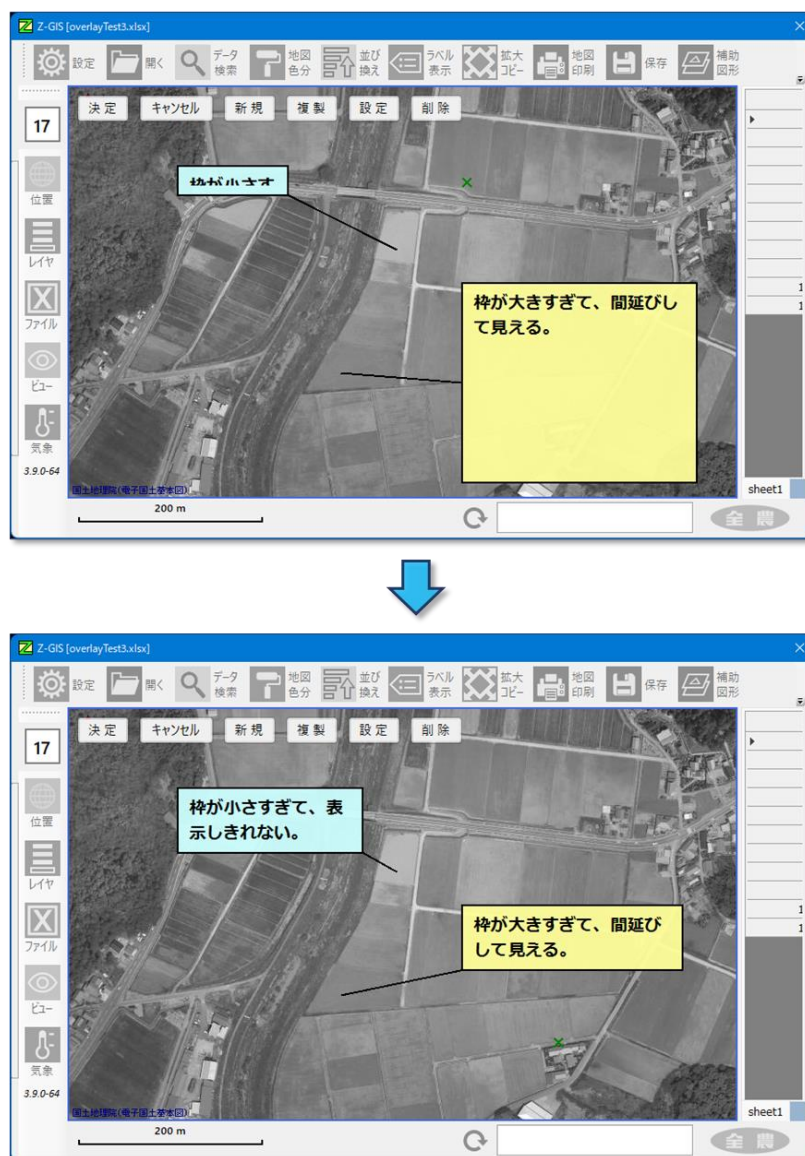 Z-GIS [overlayTest3.xlsx]
設定 開く データ検索 地図色分 並び換え ラベル表示 拡大コピー 地図印刷 保存 補助図形
決定 キャンセル 新規 複製 設定 削除
17
位置
レイヤ
ファイル
ビュー
気象
3.9.0-64
枠が小さす
枠が大きすぎて、間延びし
て見える。
1
1
国土地理院(電子国土基本図)
sheet1
200 m
全農
Z-GIS [overlayTest3.xlsx]
設定 開く データ検索 地図色分 並び換え ラベル表示 拡大コピー 地図印刷 保存 補助図形
決定 キャンセル 新規 複製 設定 削除
17
位置
レイヤ
ファイル
ビュー
気象
3.9.0-64
枠が小さすぎて、表
示しきれない。
枠が大きすぎて、間延び
して見える。
1
1
国土地理院(電子国土基本図)
sheet1
200 m
全農